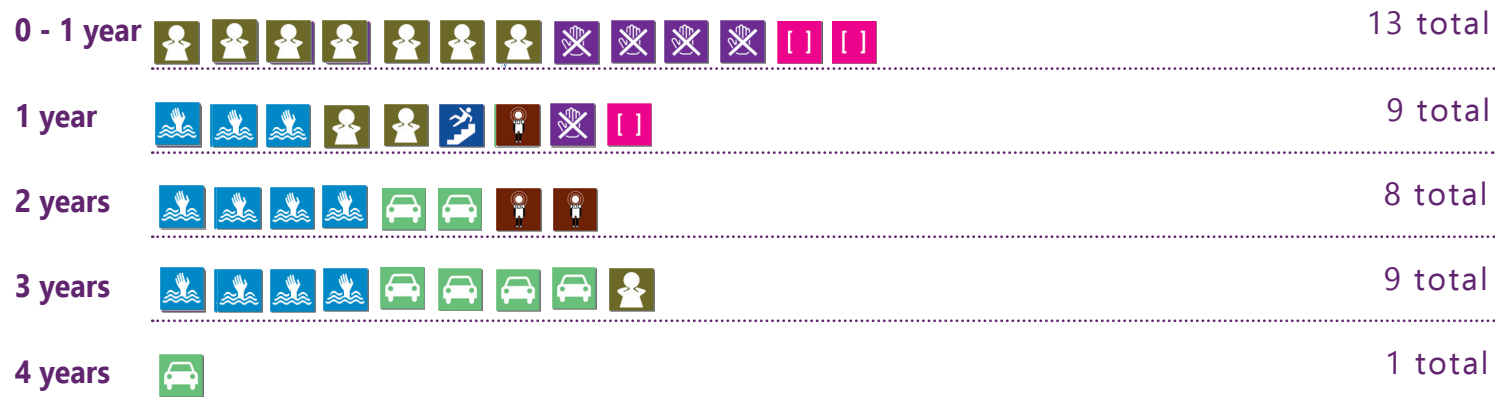 0 - 1 year [ ] [ ] 13 total
1 year [ ] 9 total
2 years 8 total
3 years 9 total
4 years 1 total